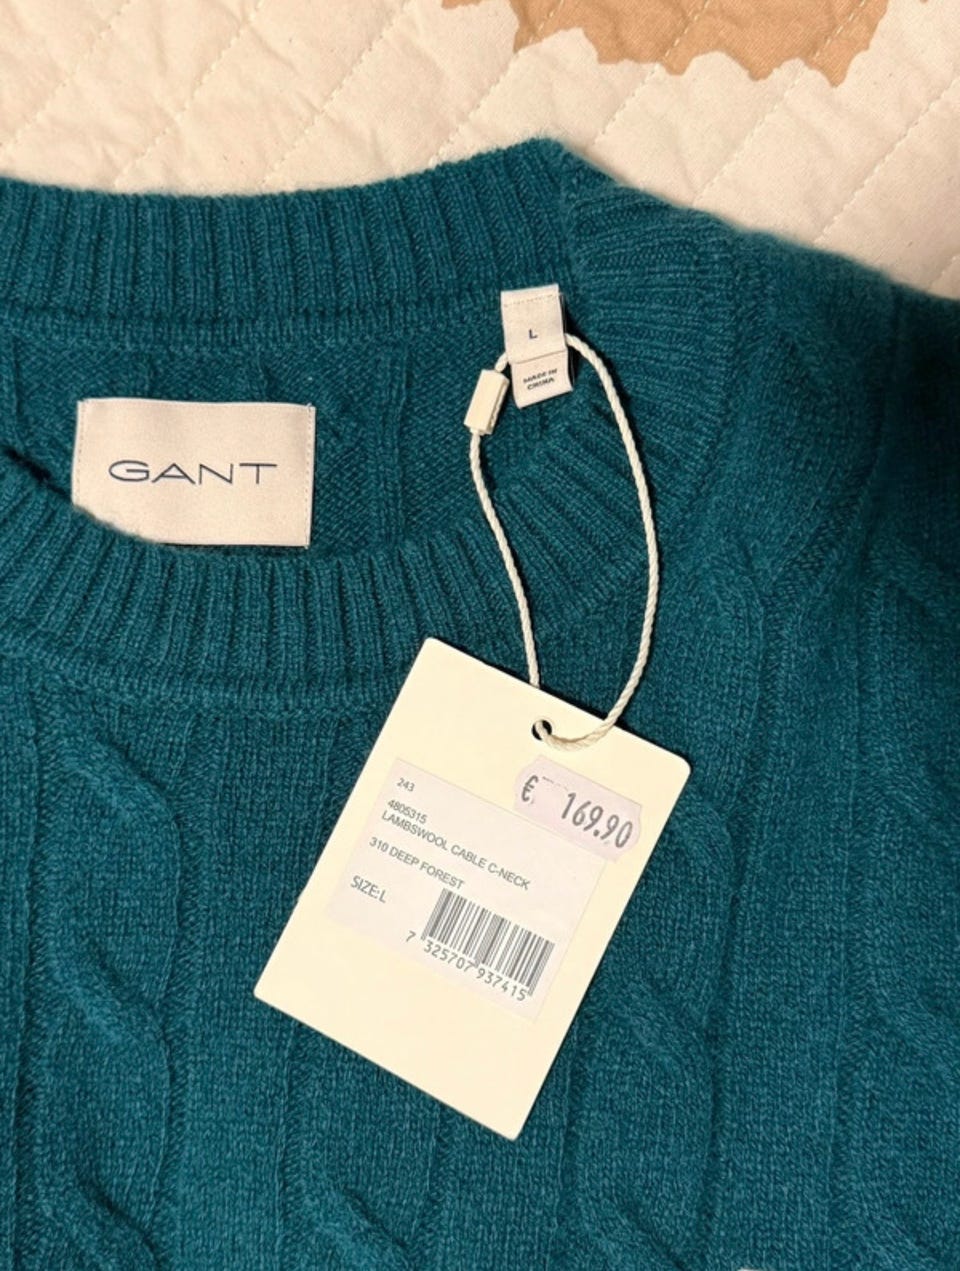 L
MADE IN
CHINA
GANT
€ 169.90
243
4805315
LAMBSWOOL CABLE C-NECK
310 DEEP FOREST
SIZE:L
7 325707 937415